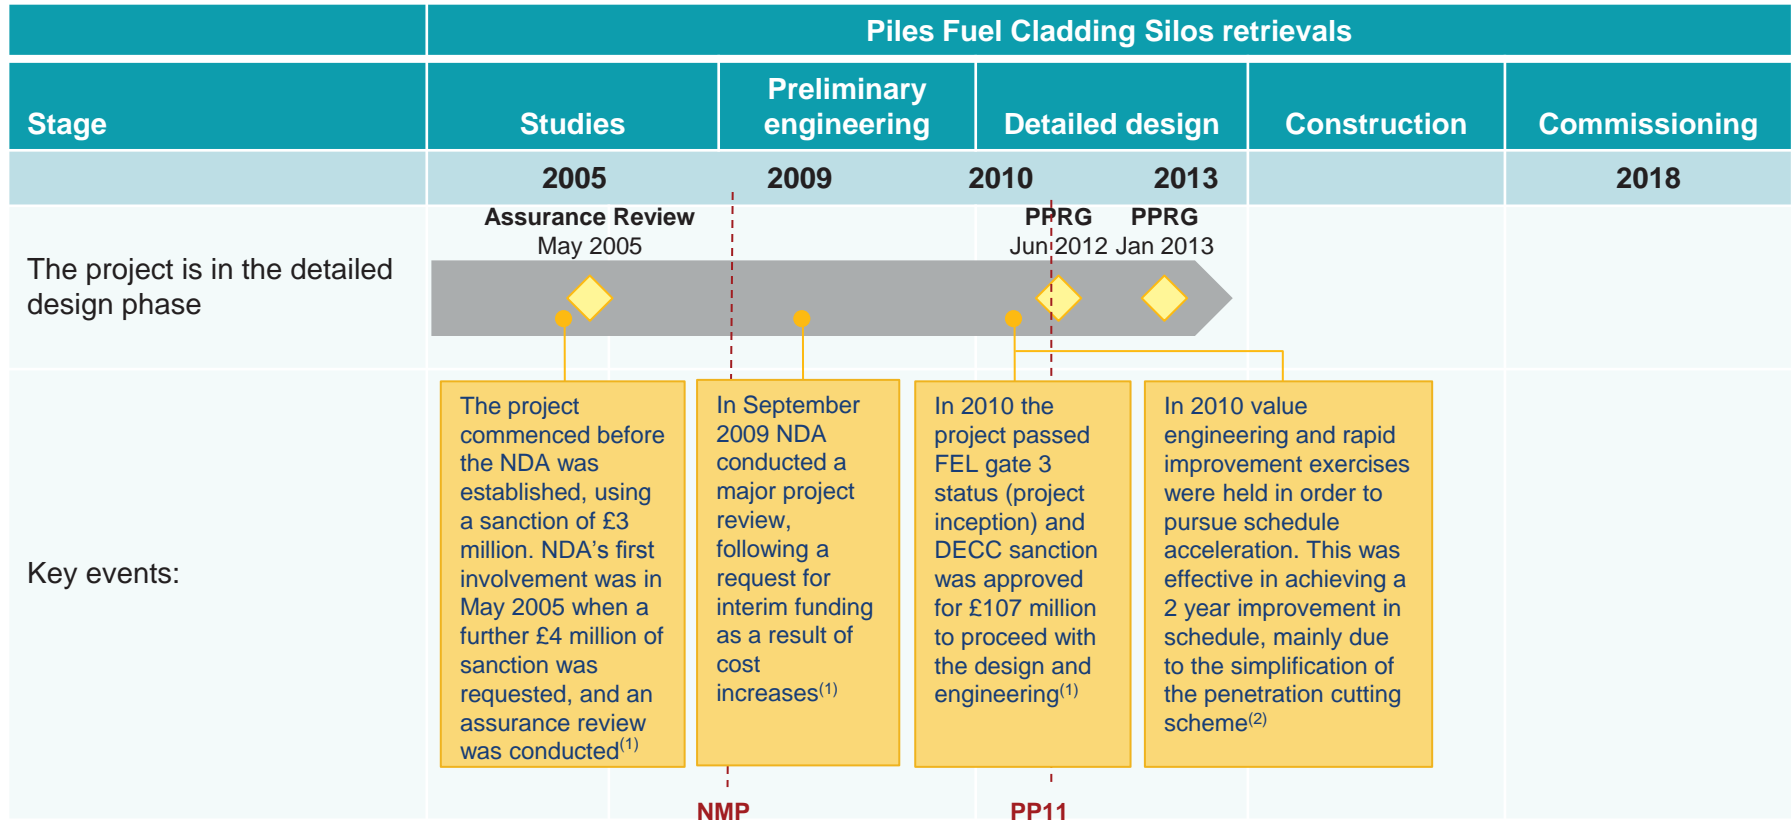 Piles Fuel Cladding Silos retrievals
Stage
Studies
Preliminary
engineering
Detailed design
Construction
Commissioning
2005
2009
2010
2013
2018
The project is in the detailed
design phase
Assurance Review
May 2005
PPRG
Jun 2012
PPRG
Jan 2013
Key events:
The project
commenced before
the NDA was
established, using
a sanction of £3
million. NDA’s first
involvement was in
May 2005 when a
further £4 million of
sanction was
requested, and an
assurance review
was conducted(1)
In September
2009 NDA
conducted a
major project
review,
following a
request for
interim funding
as a result of
cost
increases(1)
In 2010 the
project passed
FEL gate 3
status (project
inception) and
DECC sanction
was approved
for £107 million
to proceed with
the design and
engineering(1)
In 2010 value
engineering and rapid
improvement exercises
were held in order to
pursue schedule
acceleration. This was
effective in achieving a
2 year improvement in
schedule, mainly due
to the simplification of
the penetration cutting
scheme(2)
NMP
PP11